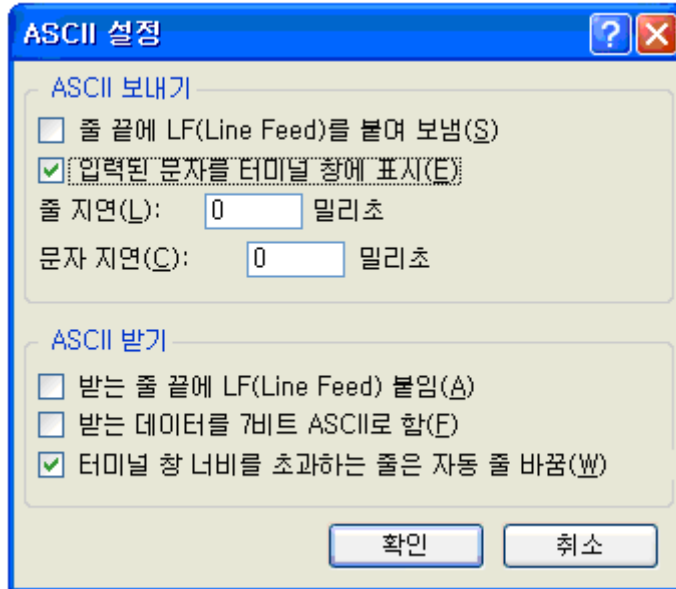 ASCII 설정
ASCII 보내기
줄 끝에 LF(Line Feed)를 붙여 보냄(S)
입력된 문자를 터미널 창에 표시(E)
줄 지연(L): 0 밀리초
문자 지연(C): 0 밀리초
ASCII 받기
받는 줄 끝에 LF(Line Feed) 붙임(A)
받는 데이터를 7비트 ASCII로 함(F)
터미널 창 너비를 초과하는 줄은 자동 줄 바꿈(W)
확인 취소